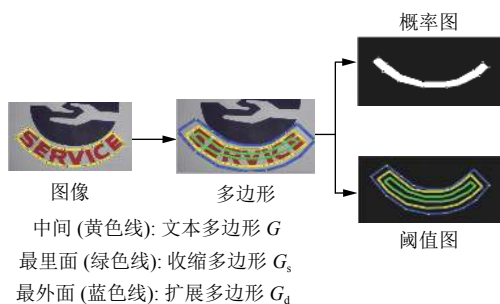 概率图
SERVICE
SERVICE
图像
多边形
阈值图
中间 (黄色线): 文本多边形 G
最里面 (绿色线): 收缩多边形 Gs
最外面 (蓝色线): 扩展多边形 Gd